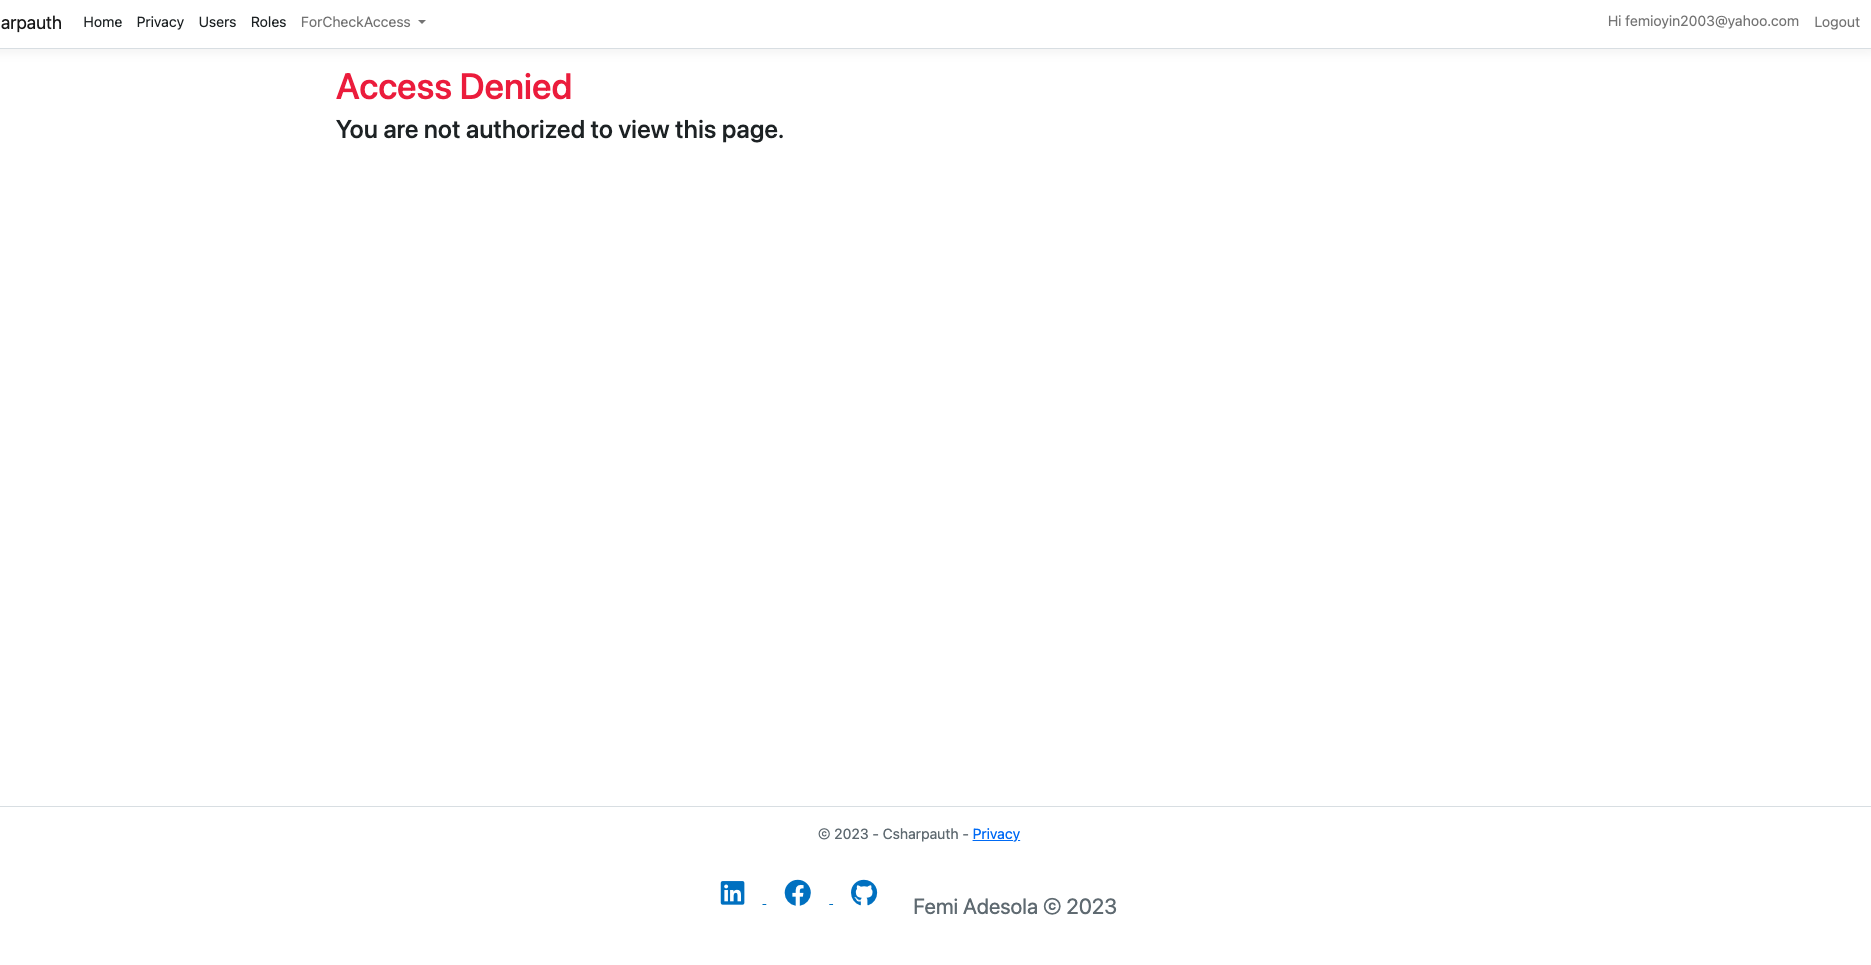 arpauth Home Privacy Users Roles ForCheckAccess Hi femioyin2003@yahoo.com Logout
Access Denied
You are not authorized to view this page.
© 2023 - Csharpauth - Privacy
Femi Adesola © 2023